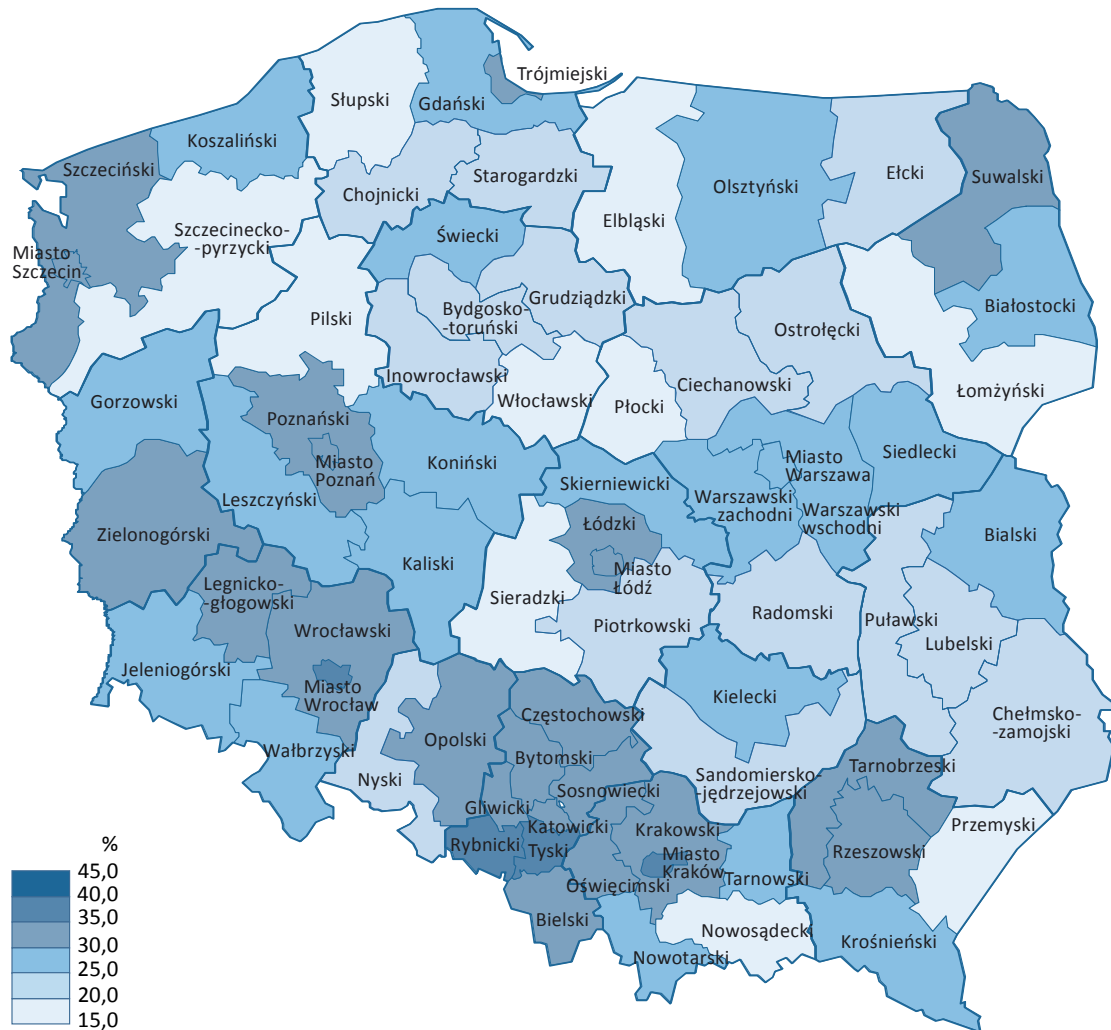 Trójmiejski
Słupski
Gdański
Koszaliński
Szczeciński
Starogardzki
Ełcki
Suwalski
Chojnicki
Olsztyński
Szczecinecko-
-pyrzycki
Elbląski
Świecki
Miasto
Szczecin
Grudziądzki
Białostocki
Bydgosko-
-toruński
Pilski
Ostrołęcki
Inowrocławski
Ciechanowski
Łomżyński
Gorzowski
Włocławski
Płocki
Poznański
Siedlecki
Miasto
Warszawa
Koniński
Miasto
Poznań
Skierniewicki
Warszawski
zachodni
Leszczyński
Warszawski
wschodni
Łódzki
Bialski
Zielonogórski
Kaliski
Miasto
Łódź
Legnicko-
-głogowski
Sieradzki
Radomski
Puławski
Piotrkowski
Wrocławski
Lubelski
Jeleniogórski
Miasto
Wrocław
Kielecki
Częstochowski
Chełmsko-
-zamojski
Opolski
Wałbrzyski
Bytomski
Tarnobrzeski
Nyski
Sandomiersko-
-jędrzejowski
Sosnowiecki
Gliwicki
Katowicki
Krakowski
Przemyski
Rybnicki
Tyski
Miasto
Kraków
Rzeszowski
Oświęcimski
Tarnowski
Bielski
Nowosądecki
Krośnieński
Nowotarski
%
45,0
40,0
35,0
30,0
25,0
20,0
15,0